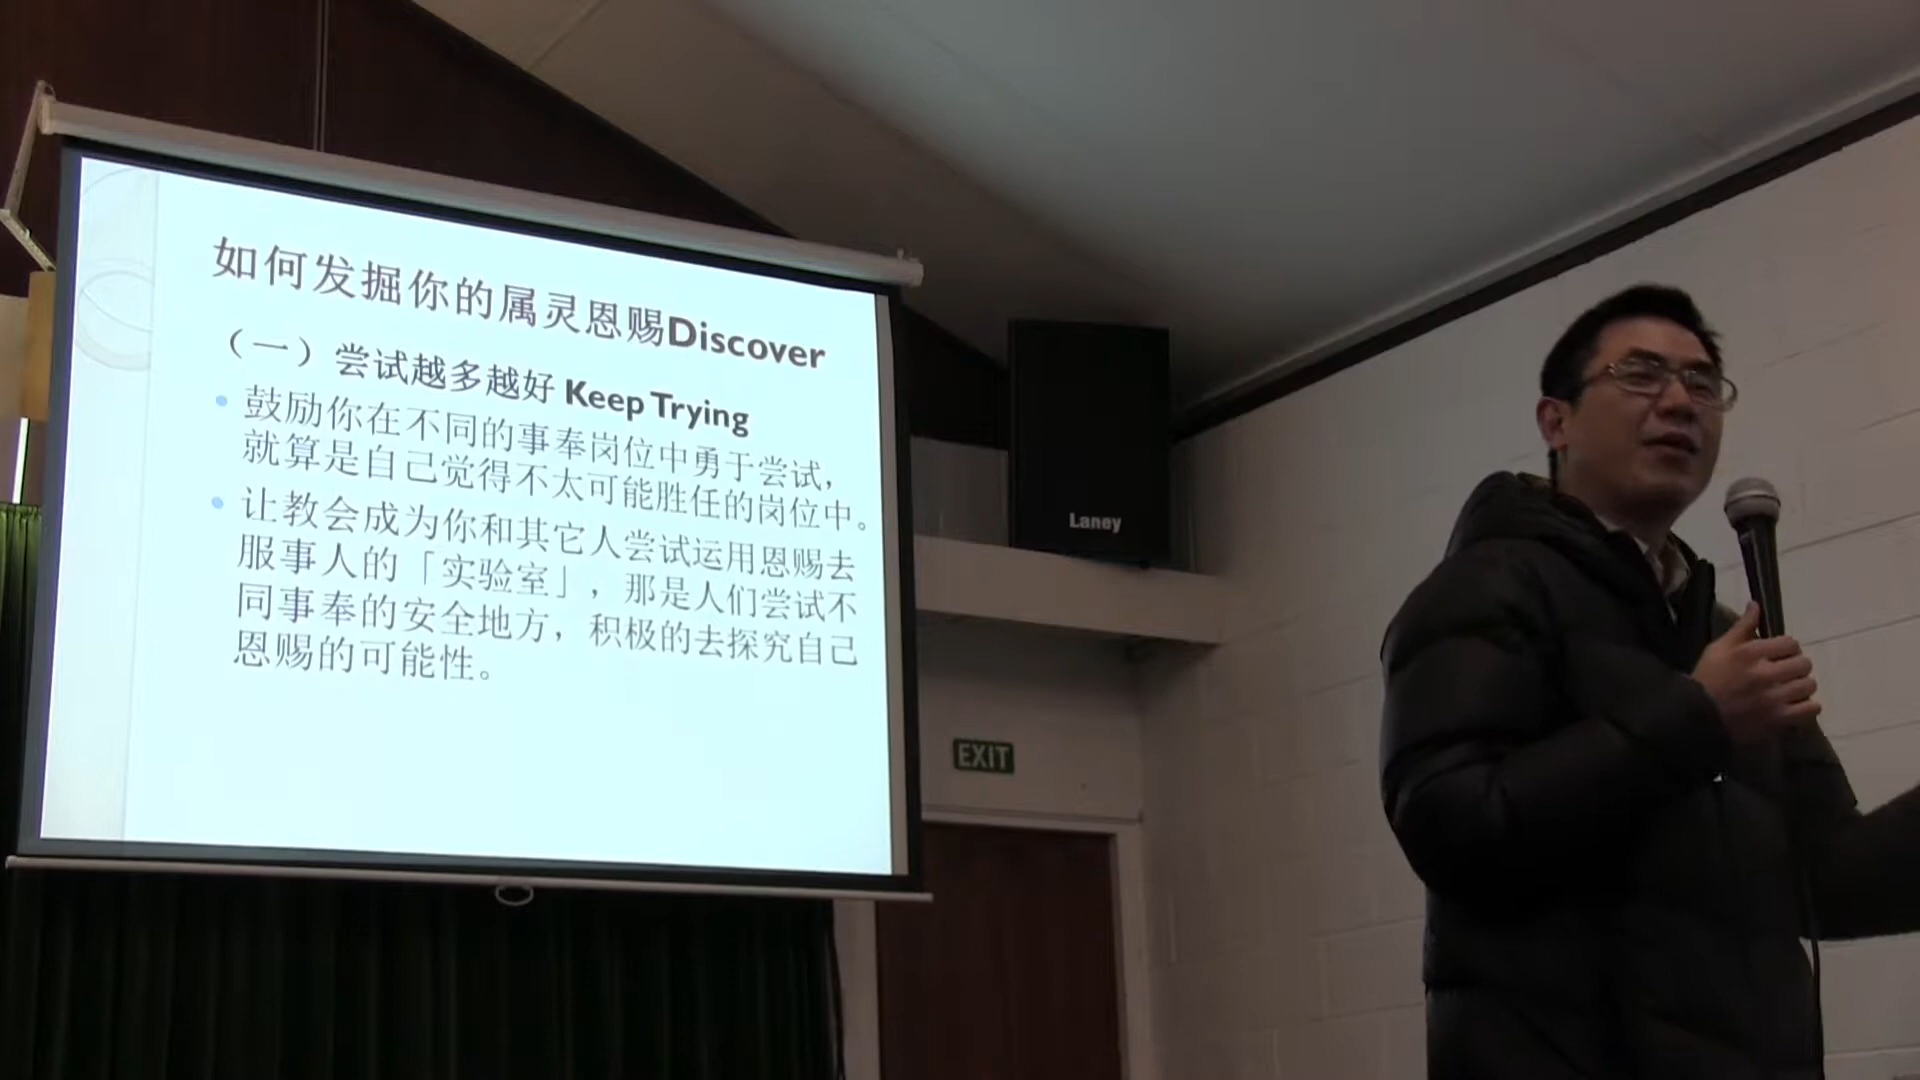 如何发掘你的属灵恩赐Discover
（一）尝试越多越好 Keep Trying
• 鼓励你在不同的事奉岗位中勇于尝试，
就算是自己觉得不太可能胜任的岗位中。
• 让教会成为你和其它人尝试运用恩赐去
服事人的「实验室」，那是人们尝试不
同事奉的安全地方，积极的去探究自己
恩赐的可能性。
Laney
EXIT